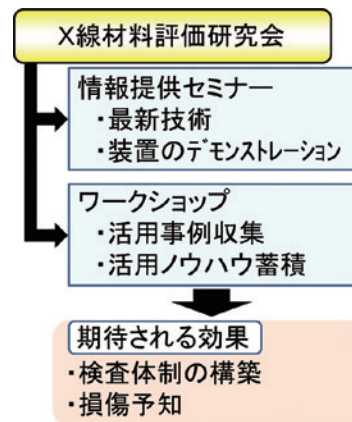 X線材料評価研究会
情報提供セミナー
・最新技術
・装置のデモンストレーション
ワークショップ
・活用事例収集
・活用ノウハウ蓄積
期待される効果
・検査体制の構築
・損傷予知